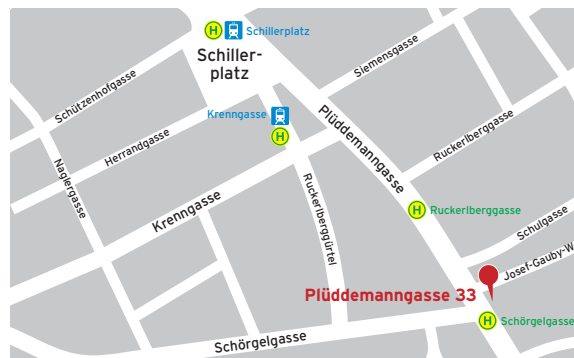 H
Schillerplatz
Schiller-
platz
Siemensgasse
Schützenhofgasse
Krenngasse
H
Plüddemanngasse
Herrandgasse
Ruckerlberggasse
Naglergasse
Krenngasse
Ruckerlberggürtel
H Ruckerlberggasse
Schulgasse
Josef-Gauby-W
Plüddemanngasse 33
H Schörgelgasse
Schörgelgasse